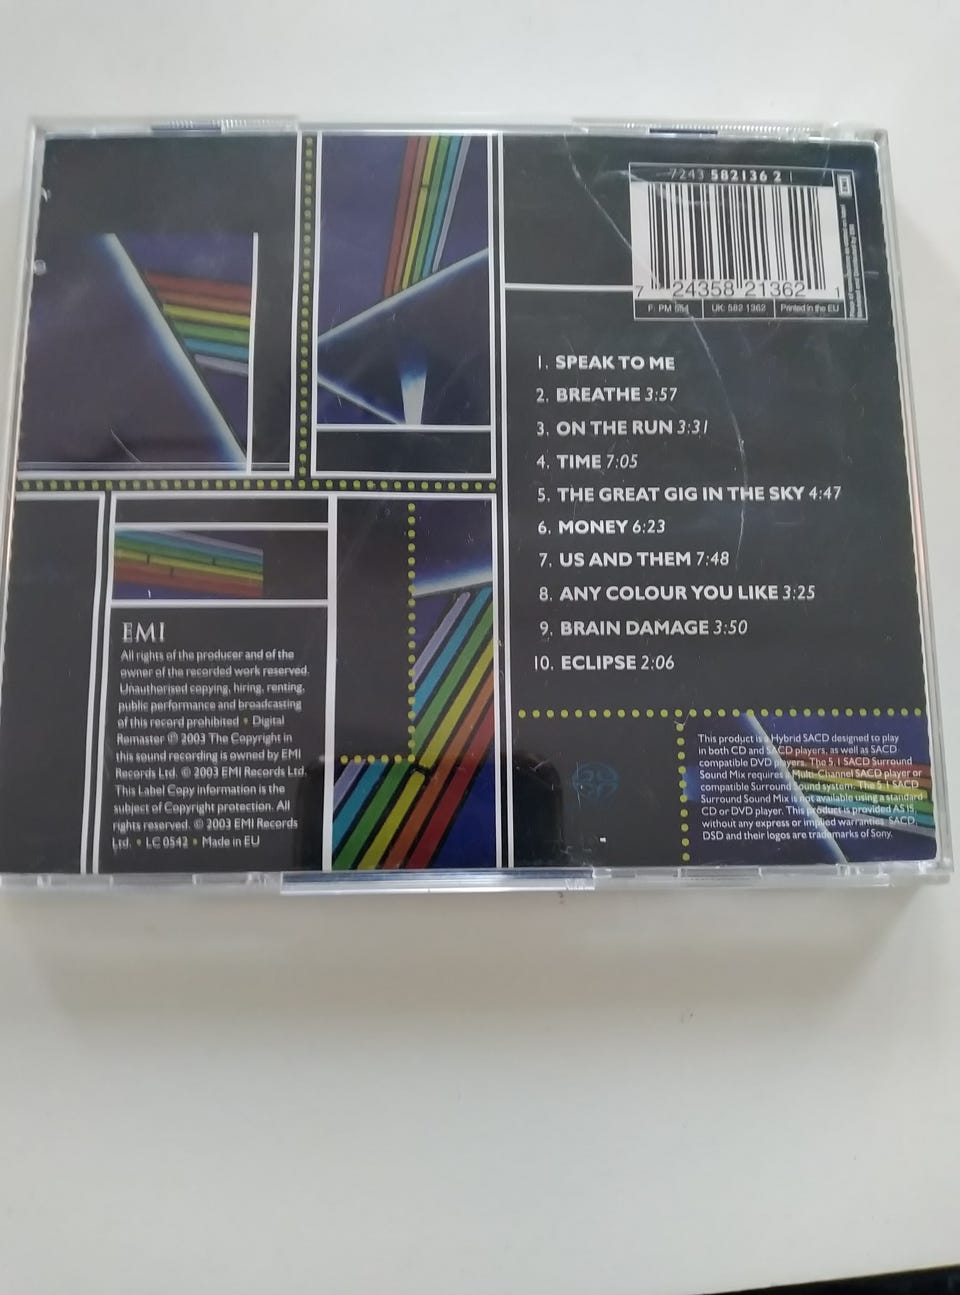 7243 582136 2
EMI
7 24358 21362 1
UK: 582 1362
Printed in the EU
1. SPEAK TO ME
2. BREATHE 3:57
3. ON THE RUN 3:31
4. TIME 7:05
5. THE GREAT GIG IN THE SKY 4:47
6. MONEY 6:23
7. US AND THEM 7:48
8. ANY COLOUR YOU LIKE 3:25
9. BRAIN DAMAGE 3:50
10. ECLIPSE 2:06
EMI
All rights of the producer and of the
owner of the recorded work reserved.
Unauthorised copying, hiring, renting,
public performance and broadcasting
of this record prohibited • Digital
Remaster ℗ 2003 The Copyright in
this sound recording is owned by EMI
Records Ltd. © 2003 EMI Records Ltd.
This Label Copy information is the
subject of Copyright protection. All
rights reserved. © 2003 EMI Records
Ltd. • LC 0542 • Made in EU
This product is a Hybrid SACD designed to play
in both CD and SACD players, as well as SACD
compatible DVD players. The 5.1 SACD Surround
Sound Mix requires a Multi-Channel SACD player or
compatible Surround Sound system. The 5.1 SACD
Surround Sound Mix is not available using a standard
CD or DVD player. This product is provided AS IS,
without any express or implied warranties. SACD,
DSD and their logos are trademarks of Sony.